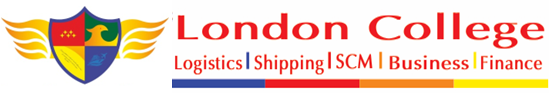 London College
Logistics | Shipping | SCM | Business | Finance